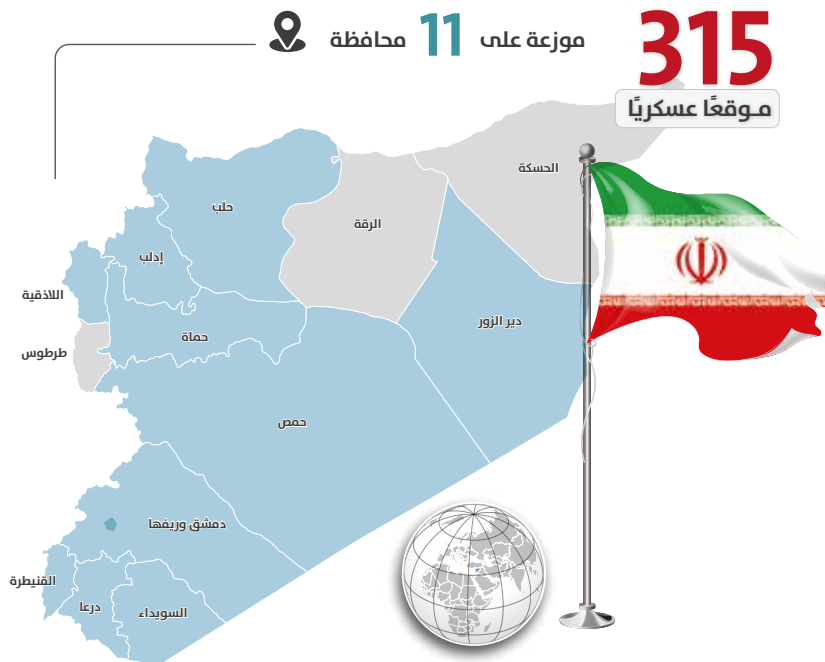 315
موقعًا عسكريًا
موزعة على 11 محافظة
الحسكة
حلب
الرقة
إدلب
اللاذقية
دير الزور
حماة
طرطوس
حمص
دمشق وريفها
القنيطرة
درعا
السويداء